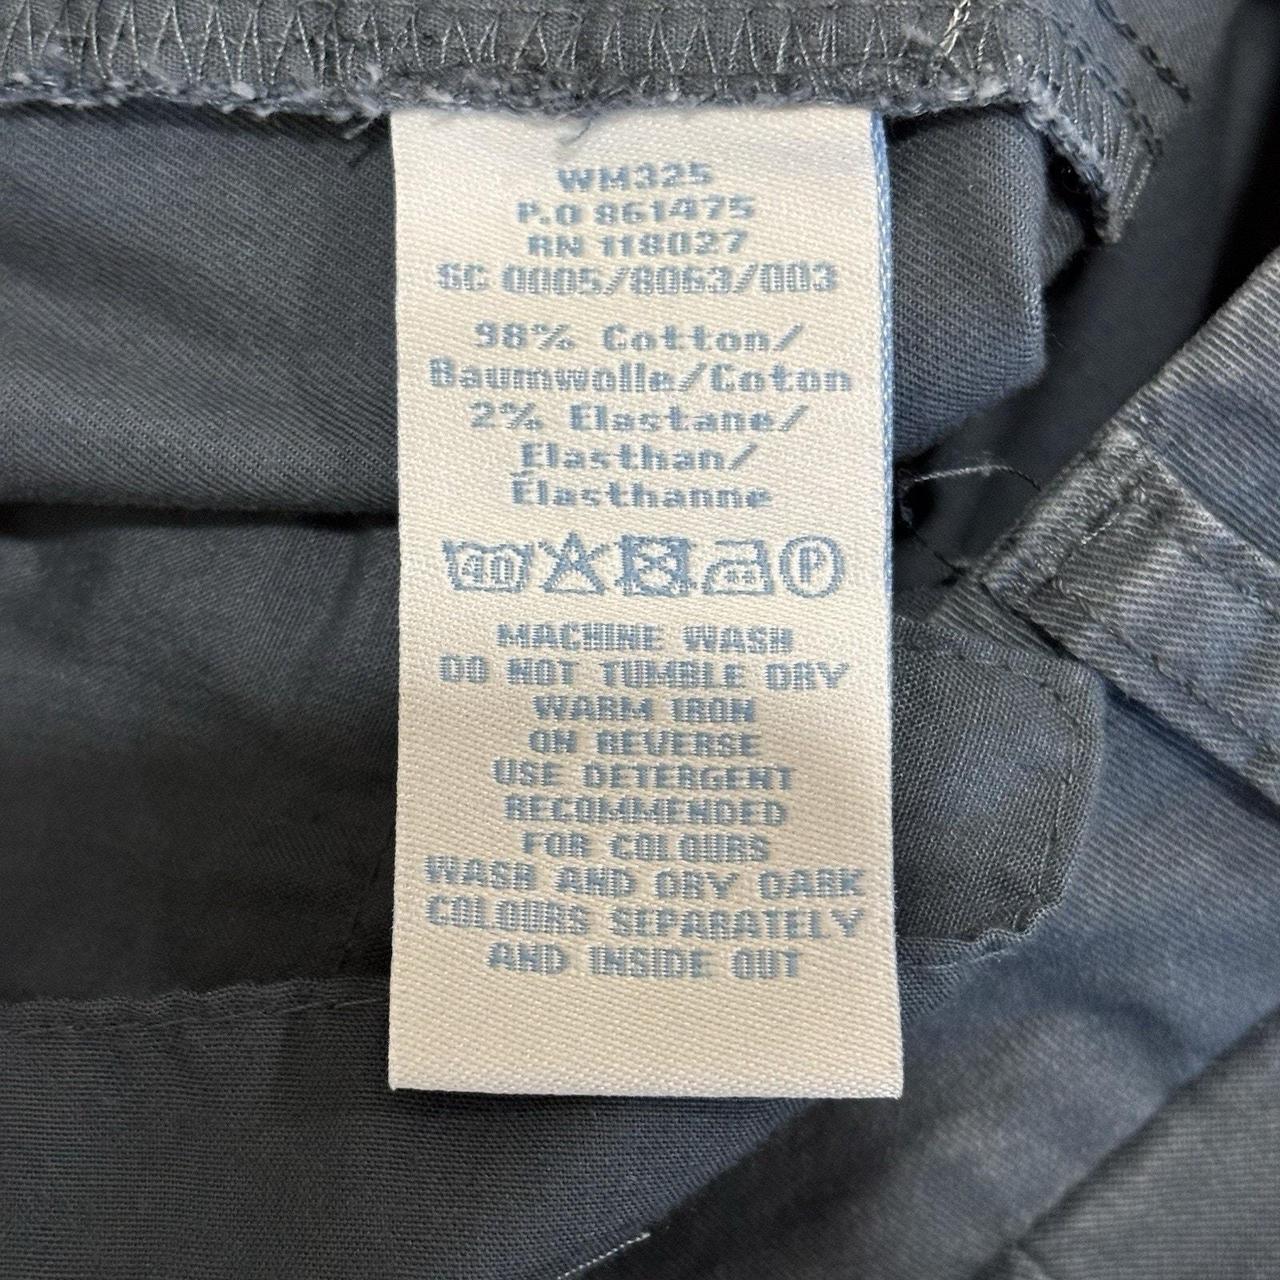 WM325
P.O 861475
RN 118027
SC 0005/8063/003
98% Cotton/
Baumwolle/Coton
2% Elastane/
Elasthan/
Elasthanne
40 P
MACHINE WASH
DO NOT TUMBLE DRY
WARM IRON
ON REVERSE
USE DETERGENT
RECOMMENDED
FOR COLOURS
WASH AND DRY DARK
COLOURS SEPARATELY
AND INSIDE OUT